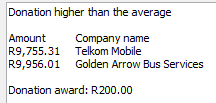 Donation higher than the average
Amount Company name
R9,755.31 Telkom Mobile
R9,956.01 Golden Arrow Bus Services
Donation award: R200.00